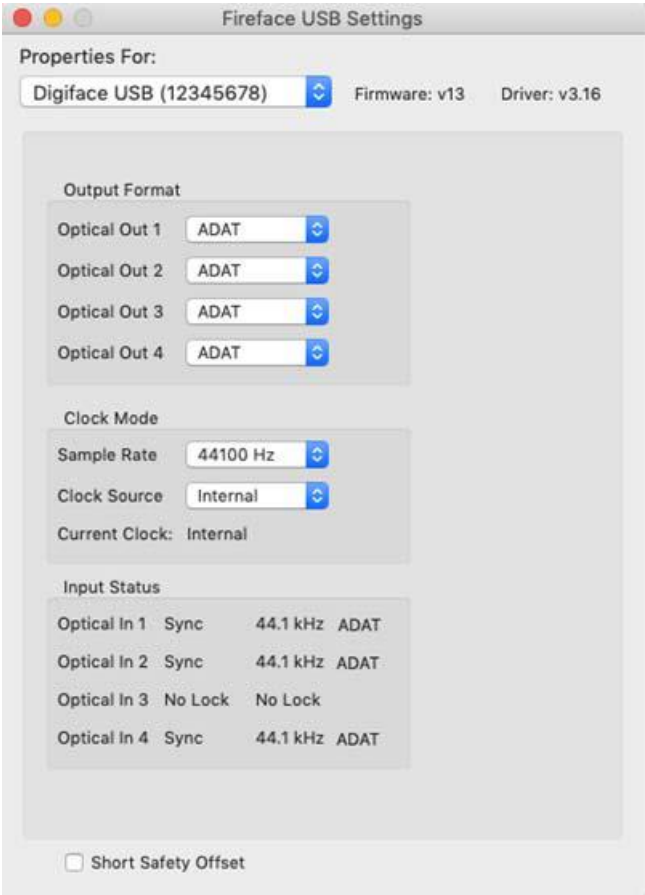 Fireface USB Settings
Properties For:
Digiface USB (12345678) Firmware: v13 Driver: v3.16
Output Format
Optical Out 1 ADAT
Optical Out 2 ADAT
Optical Out 3 ADAT
Optical Out 4 ADAT
Clock Mode
Sample Rate 44100 Hz
Clock Source Internal
Current Clock: Internal
Input Status
Optical In 1 Sync 44.1 kHz ADAT
Optical In 2 Sync 44.1 kHz ADAT
Optical In 3 No Lock No Lock
Optical In 4 Sync 44.1 kHz ADAT
Short Safety Offset